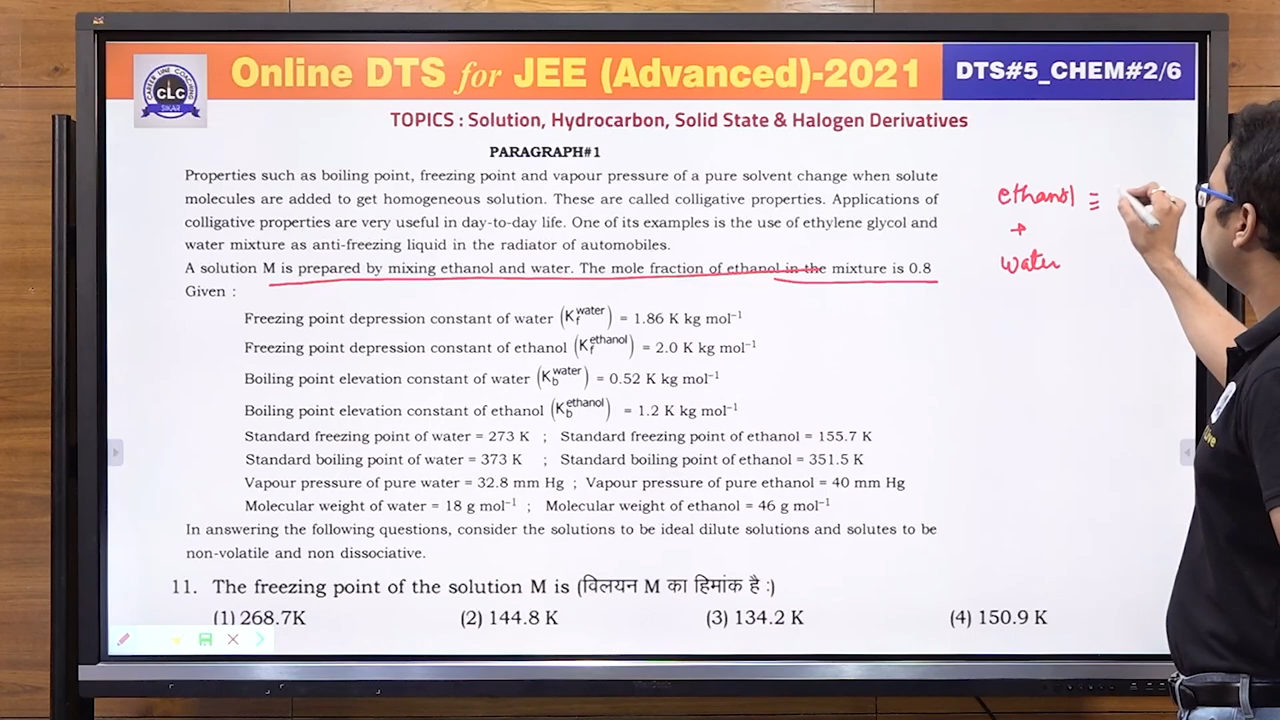 Online DTS for JEE (Advanced)-2021
DTS#5_CHEM#2/6
CAREER LINE COACHING
CLC
SIKAR
TOPICS : Solution, Hydrocarbon, Solid State & Halogen Derivatives
PARAGRAPH#1
Properties such as boiling point, freezing point and vapour pressure of a pure solvent change when solute
molecules are added to get homogeneous solution. These are called colligative properties. Applications of
colligative properties are very useful in day-to-day life. One of its examples is the use of ethylene glycol and
water mixture as anti-freezing liquid in the radiator of automobiles.
A solution M is prepared by mixing ethanol and water. The mole fraction of ethanol in the mixture is 0.8
Given :
Freezing point depression constant of water (K_f^water) = 1.86 K kg mol⁻¹
Freezing point depression constant of ethanol (K_f^ethanol) = 2.0 K kg mol⁻¹
Boiling point elevation constant of water (K_b^water) = 0.52 K kg mol⁻¹
Boiling point elevation constant of ethanol (K_b^ethanol) = 1.2 K kg mol⁻¹
Standard freezing point of water = 273 K ; Standard freezing point of ethanol = 155.7 K
Standard boiling point of water = 373 K ; Standard boiling point of ethanol = 351.5 K
Vapour pressure of pure water = 32.8 mm Hg ; Vapour pressure of pure ethanol = 40 mm Hg
Molecular weight of water = 18 g mol⁻¹ ; Molecular weight of ethanol = 46 g mol⁻¹
In answering the following questions, consider the solutions to be ideal dilute solutions and solutes to be
non-volatile and non dissociative.
11. The freezing point of the solution M is (विलयन M का हिमांक है :)
(1) 268.7K (2) 144.8 K (3) 134.2 K (4) 150.9 K
ethanol ≡
+
water